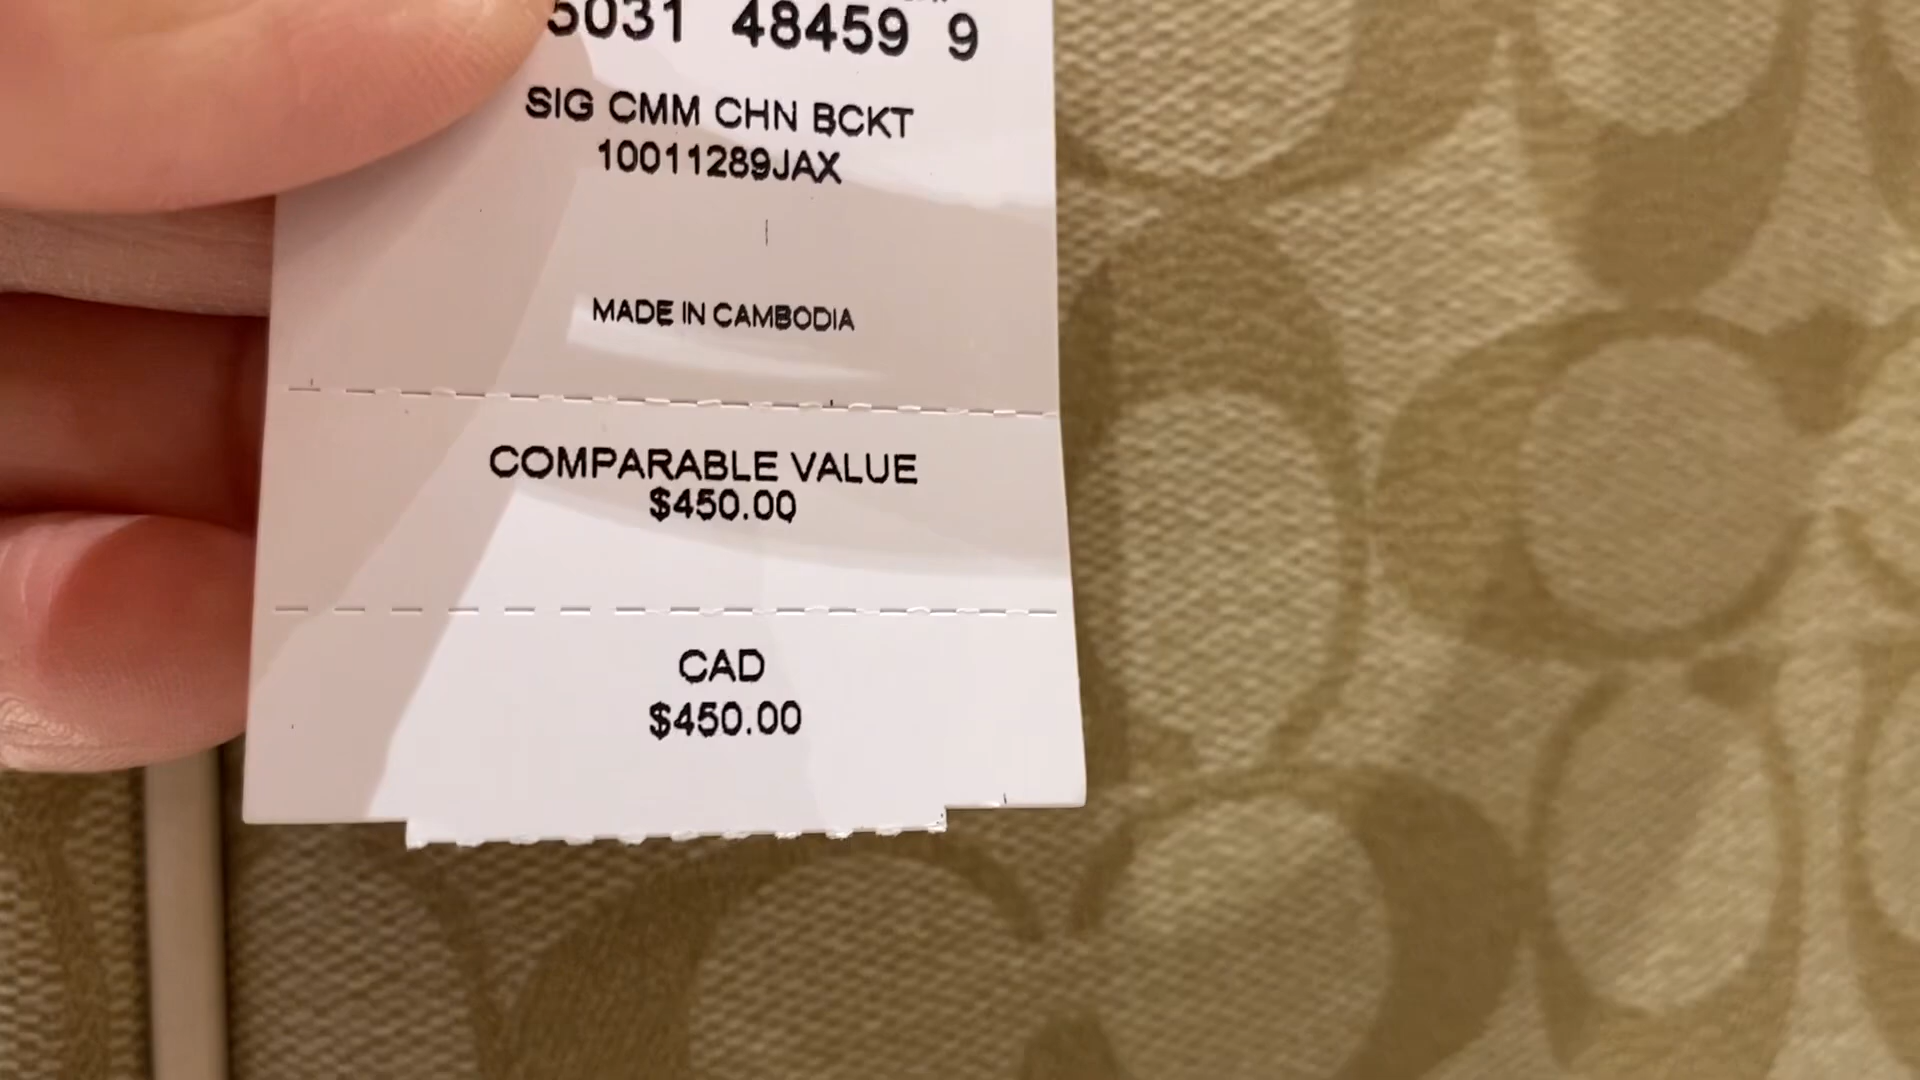 5031 48459 9
SIG CMM CHN BCKT
10011289JAX
MADE IN CAMBODIA
COMPARABLE VALUE
$450.00
CAD
$450.00